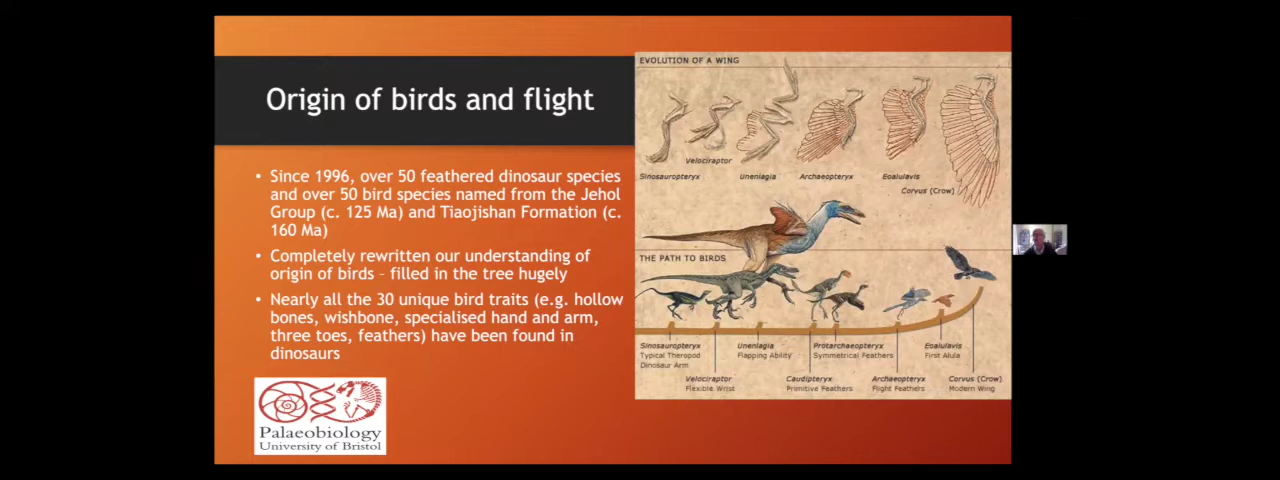 Origin of birds and flight
• Since 1996, over 50 feathered dinosaur species
and over 50 bird species named from the Jehol
Group (c. 125 Ma) and Tiaojishan Formation (c.
160 Ma)
• Completely rewritten our understanding of
origin of birds – filled in the tree hugely
• Nearly all the 30 unique bird traits (e.g. hollow
bones, wishbone, specialised hand and arm,
three toes, feathers) have been found in
dinosaurs
Palaeobiology
University of Bristol
EVOLUTION OF A WING
Velociraptor
Sinosauropteryx
Unenlagia
Archaeopteryx
Eoalulavis
Corvus (Crow)
THE PATH TO BIRDS
Sinosauropteryx
Typical Theropod
Dinosaur Arm
Velociraptor
Flexible Wrist
Unenlagia
Flapping Ability
Caudipteryx
Primitive Feathers
Protarchaeopteryx
Symmetrical Feathers
Archaeopteryx
Flight Feathers
Eoalulavis
First Alula
Corvus (Crow)
Modern Wing